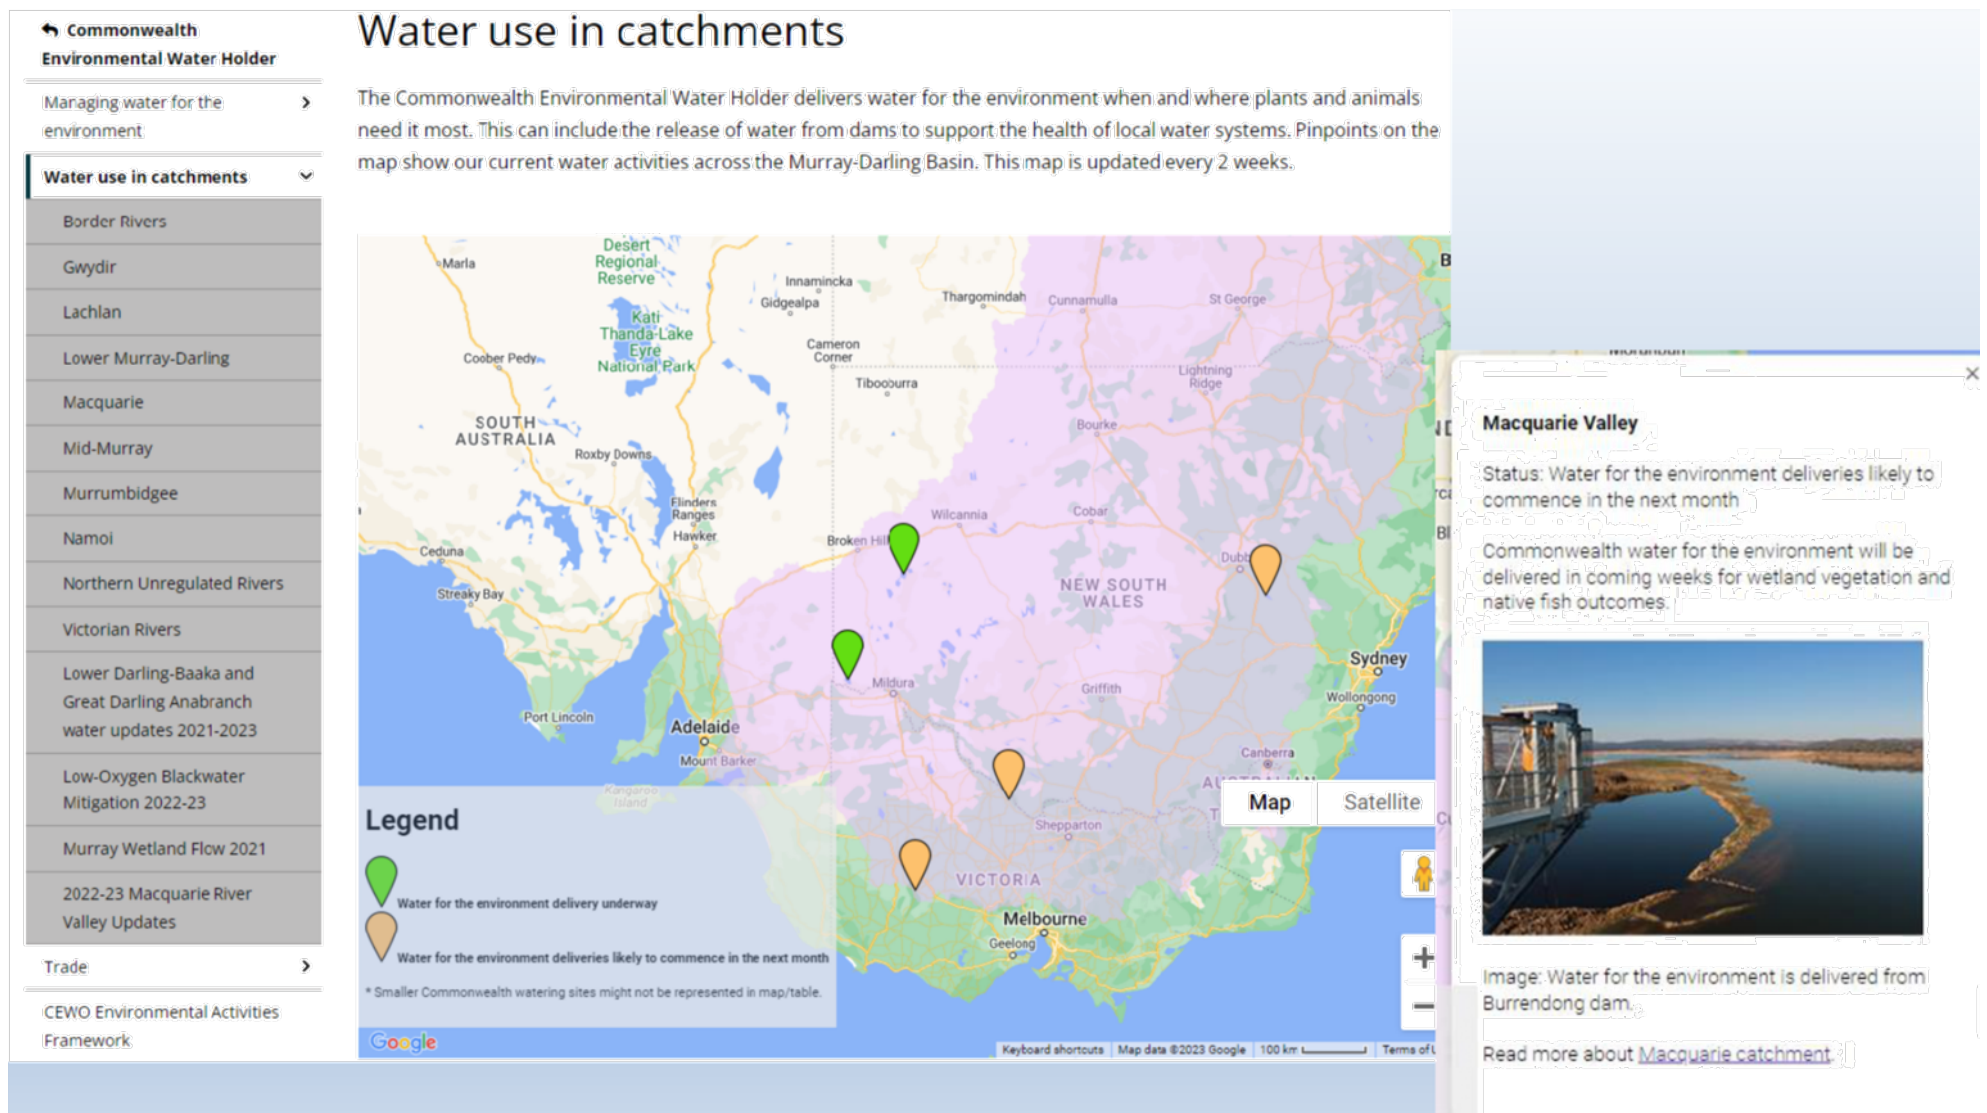 Commonwealth
Environmental Water Holder
Managing water for the
environment
Water use in catchments
Border Rivers
Gwydir
Lachlan
Lower Murray-Darling
Macquarie
Mid-Murray
Murrumbidgee
Namoi
Northern Unregulated Rivers
Victorian Rivers
Lower Darling-Baaka and
Great Darling Anabranch
water updates 2021-2023
Low-Oxygen Blackwater
Mitigation 2022-23
Murray Wetland Flow 2021
2022-23 Macquarie River
Valley Updates
Trade
CEWO Environmental Activities
Framework
Water use in catchments
The Commonwealth Environmental Water Holder delivers water for the environment when and where plants and animals
need it most. This can include the release of water from dams to support the health of local water systems. Pinpoints on the
map show our current water activities across the Murray-Darling Basin. This map is updated every 2 weeks.
Desert
Regional
Reserve
Marla
Innamincka
Gidgealpa
Thargomindah
Cunnamulla
St George
B
Kati
Thanda-Lake
Eyre
National Park
Coober Pedy
Cameron
Corner
Tibooburra
Lightning
Ridge
SOUTH
AUSTRALIA
Roxby Downs
Bourke
Flinders
Ranges
Hawker
Wilcannia
Cobar
Broken Hill
Ceduna
Dubb
Streaky Bay
NEW SOUTH
WALES
Sydney
Wollongong
Mildura
Griffith
Port Lincoln
Adelaide
Mount Barker
Canberra
AUSTRALIAN
Kangaroo
Island
Map
Satellite
Shepparton
VICTORIA
Melbourne
Geelong
Legend
Water for the environment delivery underway
Water for the environment deliveries likely to commence in the next month
* Smaller Commonwealth watering sites might not be represented in map/table.
Google
Keyboard shortcuts
Map data ©2023 Google
100 km
Terms of U
Macquarie Valley
Status: Water for the environment deliveries likely to
commence in the next month
Commonwealth water for the environment will be
delivered in coming weeks for wetland vegetation and
native fish outcomes.
Image: Water for the environment is delivered from
Burrendong dam.
Read more about Macquarie catchment.